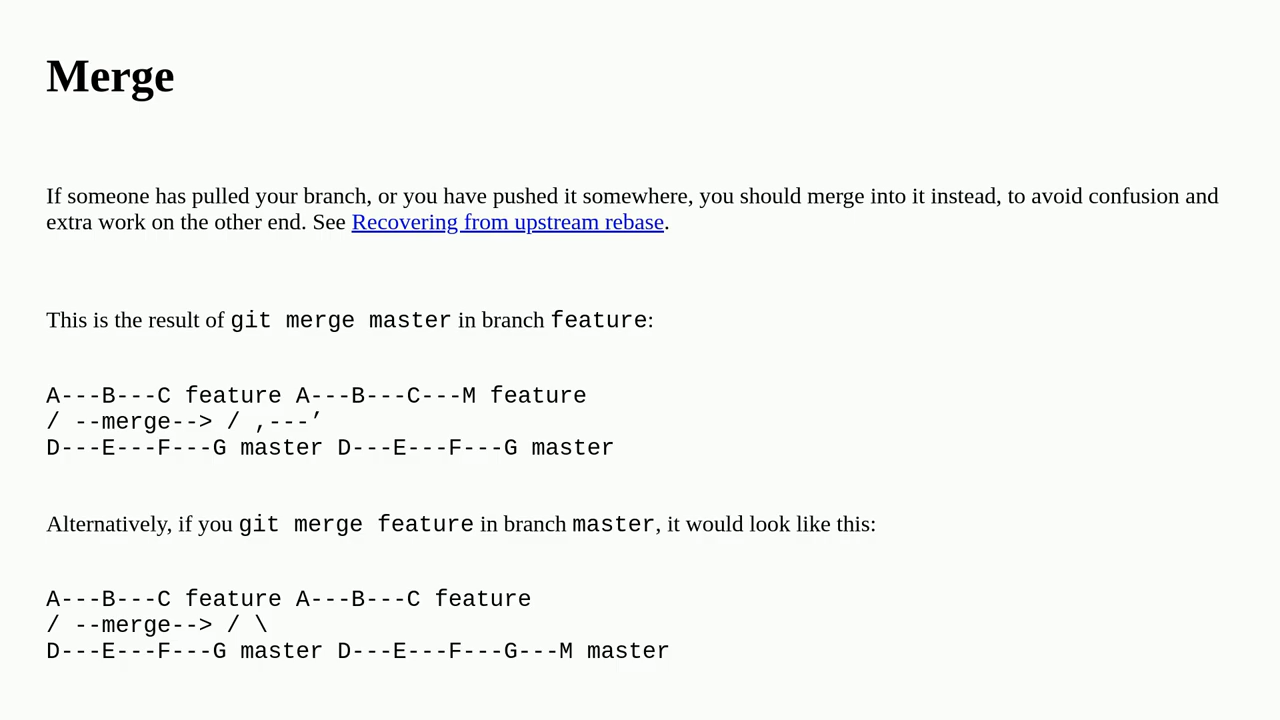 Merge
If someone has pulled your branch, or you have pushed it somewhere, you should merge into it instead, to avoid confusion and
extra work on the other end. See Recovering from upstream rebase.
This is the result of git merge master in branch feature:
A---B---C feature A---B---C---M feature
/ --merge--> / ,---’
D---E---F---G master D---E---F---G master
Alternatively, if you git merge feature in branch master, it would look like this:
A---B---C feature A---B---C feature
/ --merge--> / \
D---E---F---G master D---E---F---G---M master